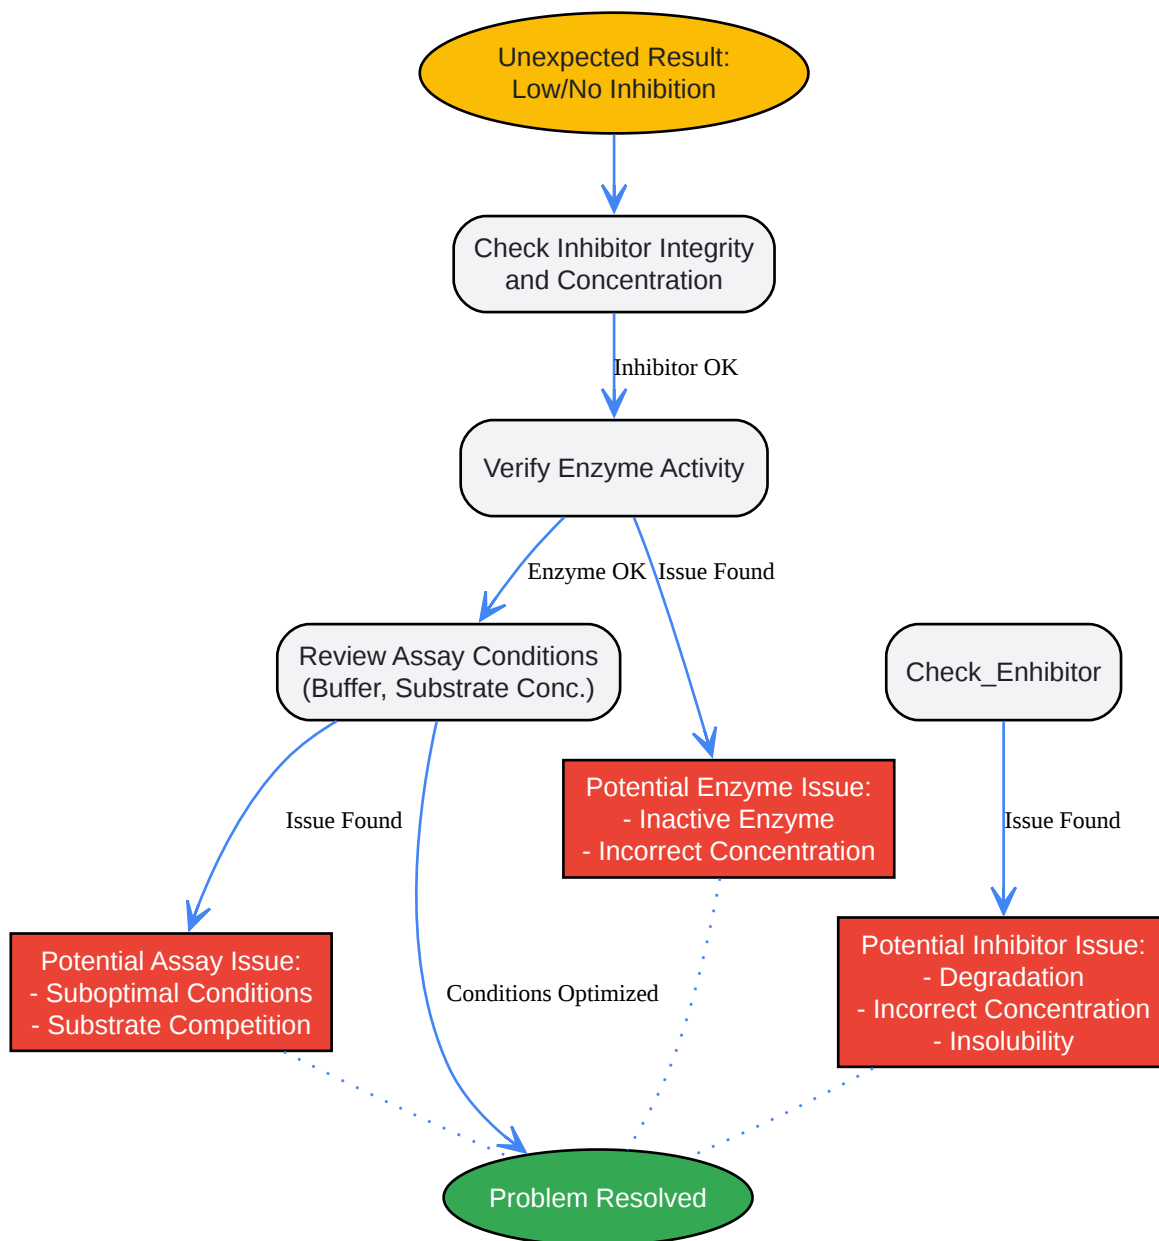 Unexpected Result:
Low/No Inhibition
Check Inhibitor Integrity
and Concentration
Inhibitor OK
Verify Enzyme Activity
Enzyme OK
Issue Found
Review Assay Conditions
(Buffer, Substrate Conc.)
Check_Enhibitor
Potential Enzyme Issue:
- Inactive Enzyme
- Incorrect Concentration
Issue Found
Issue Found
Potential Assay Issue:
- Suboptimal Conditions
- Substrate Competition
Conditions Optimized
Potential Inhibitor Issue:
- Degradation
- Incorrect Concentration
- Insolubility
Problem Resolved